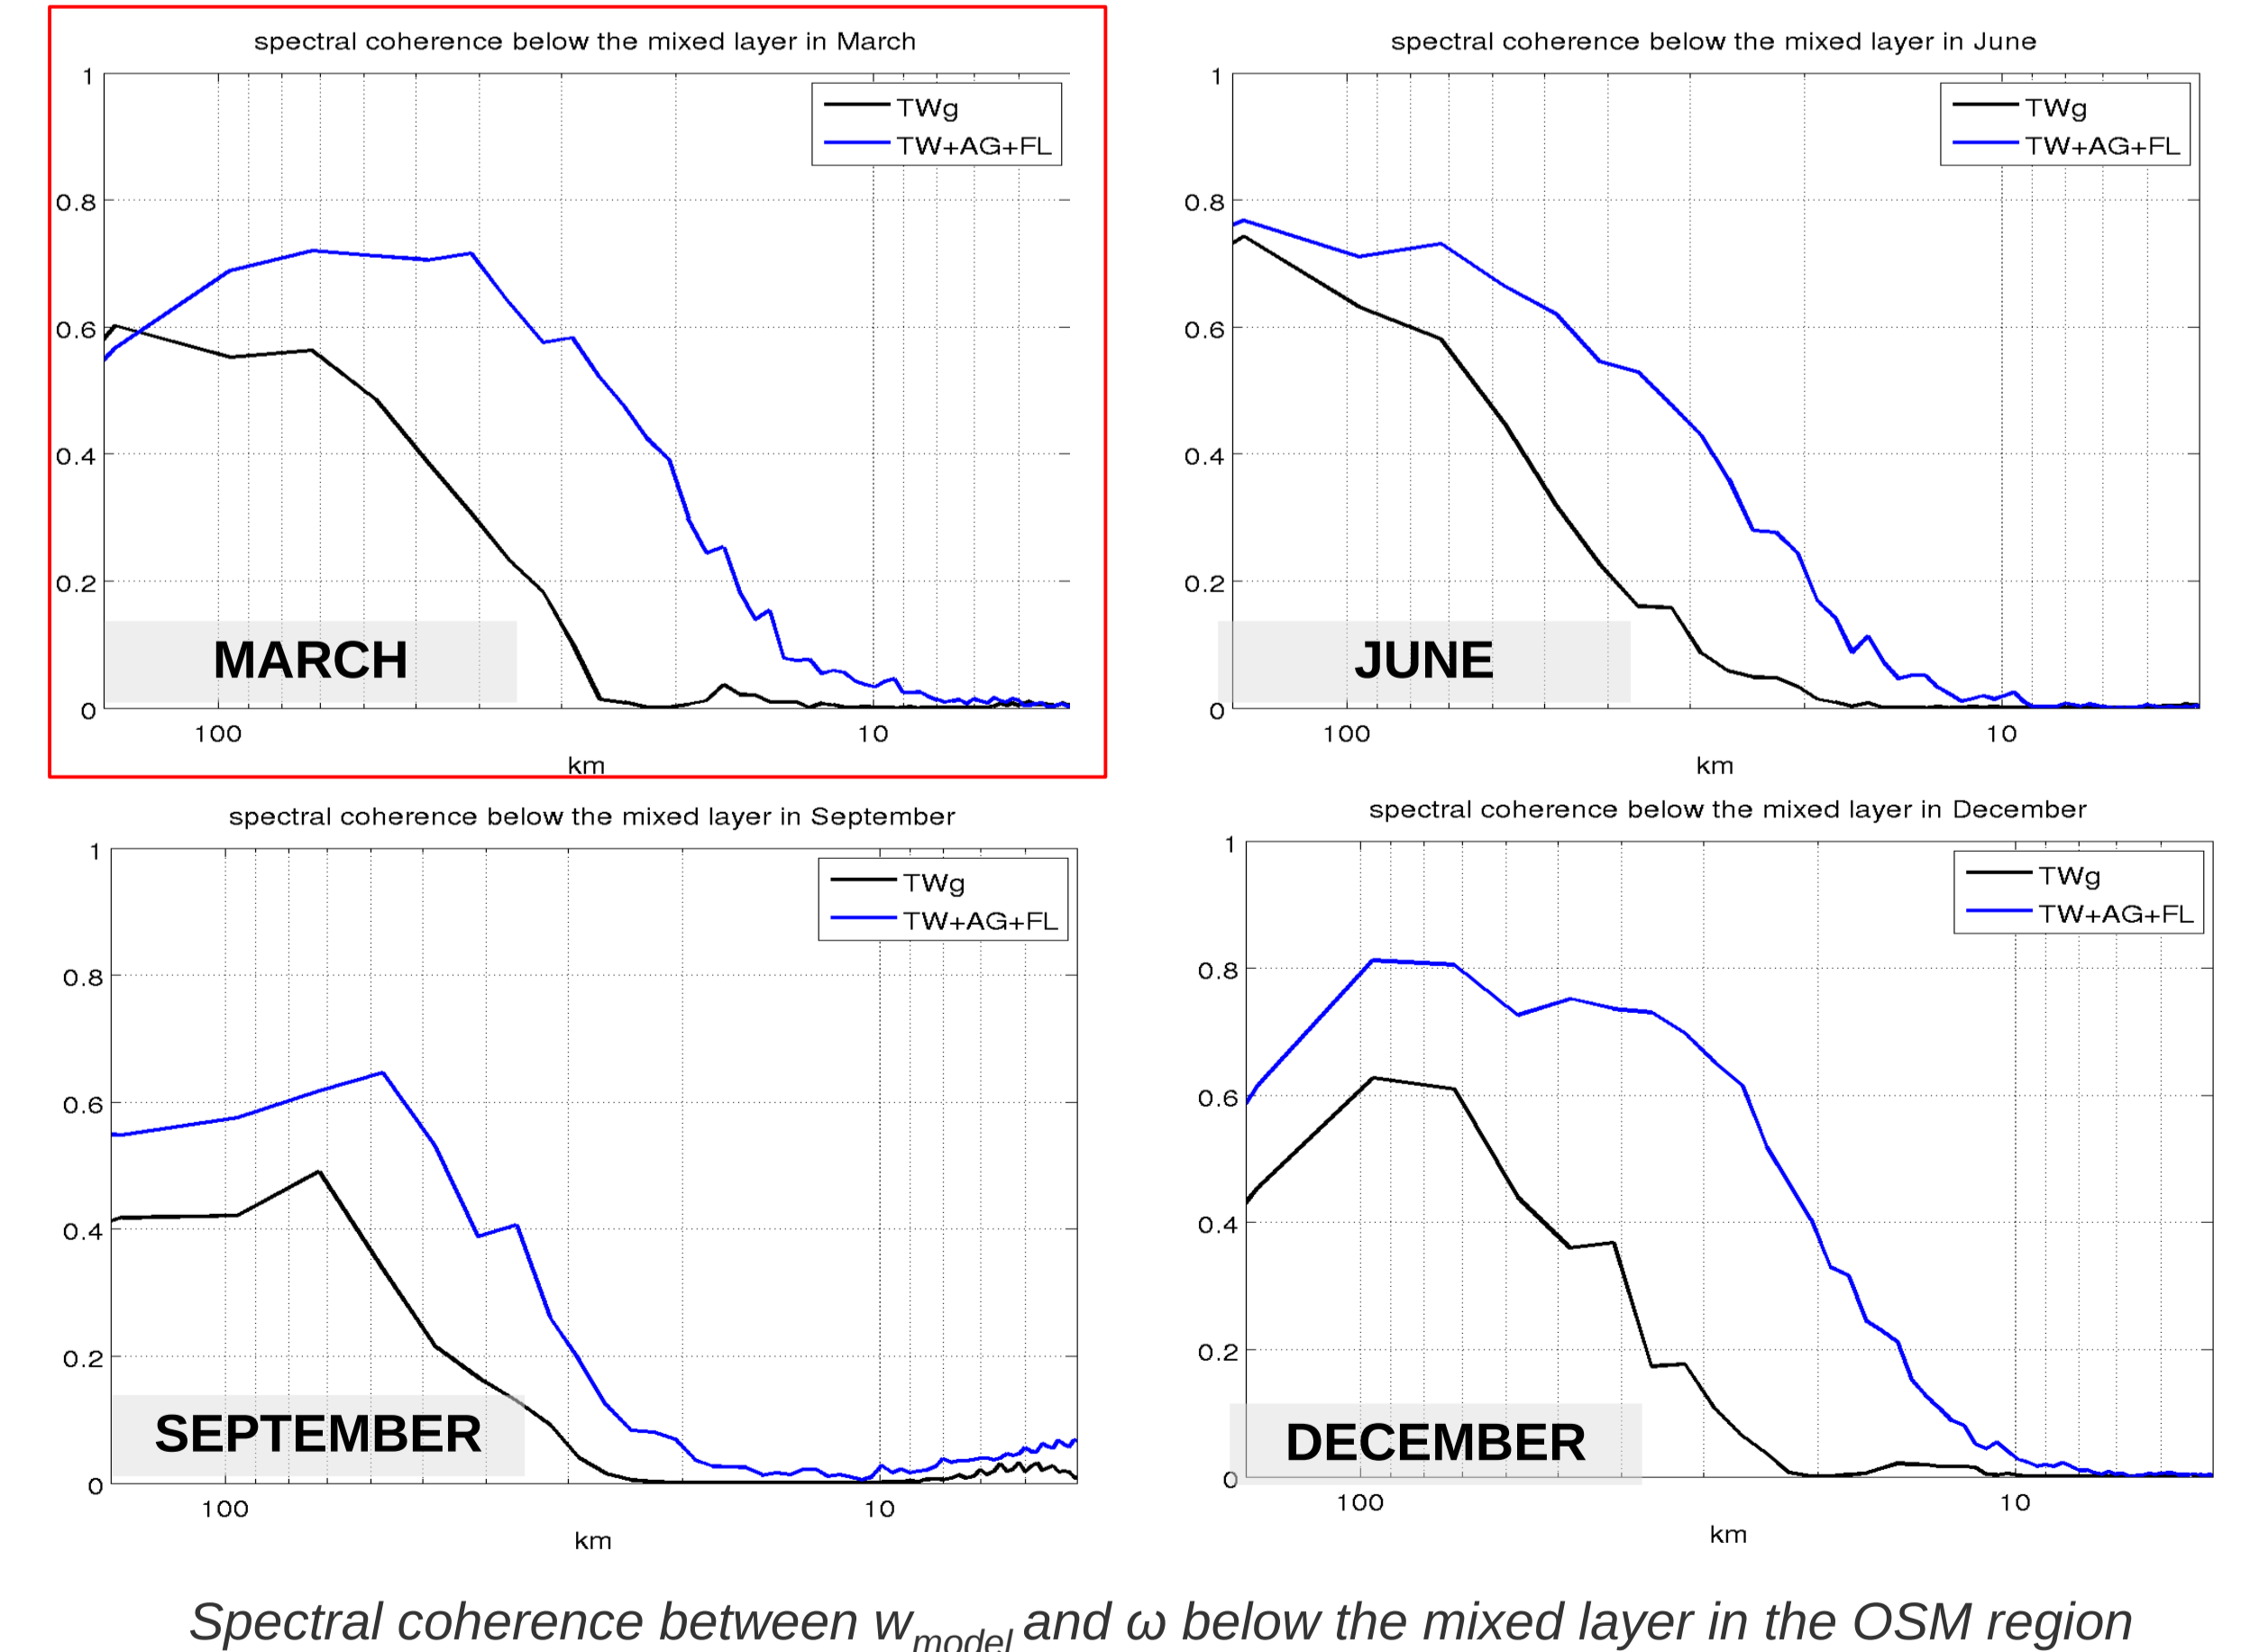 spectral coherence below the mixed layer in March
1
0.8
0.6
0.4
0.2
0
TWg
TW+AG+FL
MARCH
100
10
km
spectral coherence below the mixed layer in June
1
0.8
0.6
0.4
0.2
0
TWg
TW+AG+FL
JUNE
100
10
km
spectral coherence below the mixed layer in September
1
0.8
0.6
0.4
0.2
0
TWg
TW+AG+FL
SEPTEMBER
100
10
km
spectral coherence below the mixed layer in December
1
0.8
0.6
0.4
0.2
0
TWg
TW+AG+FL
DECEMBER
100
10
km
Spectral coherence between wmodel and ω below the mixed layer in the OSM region